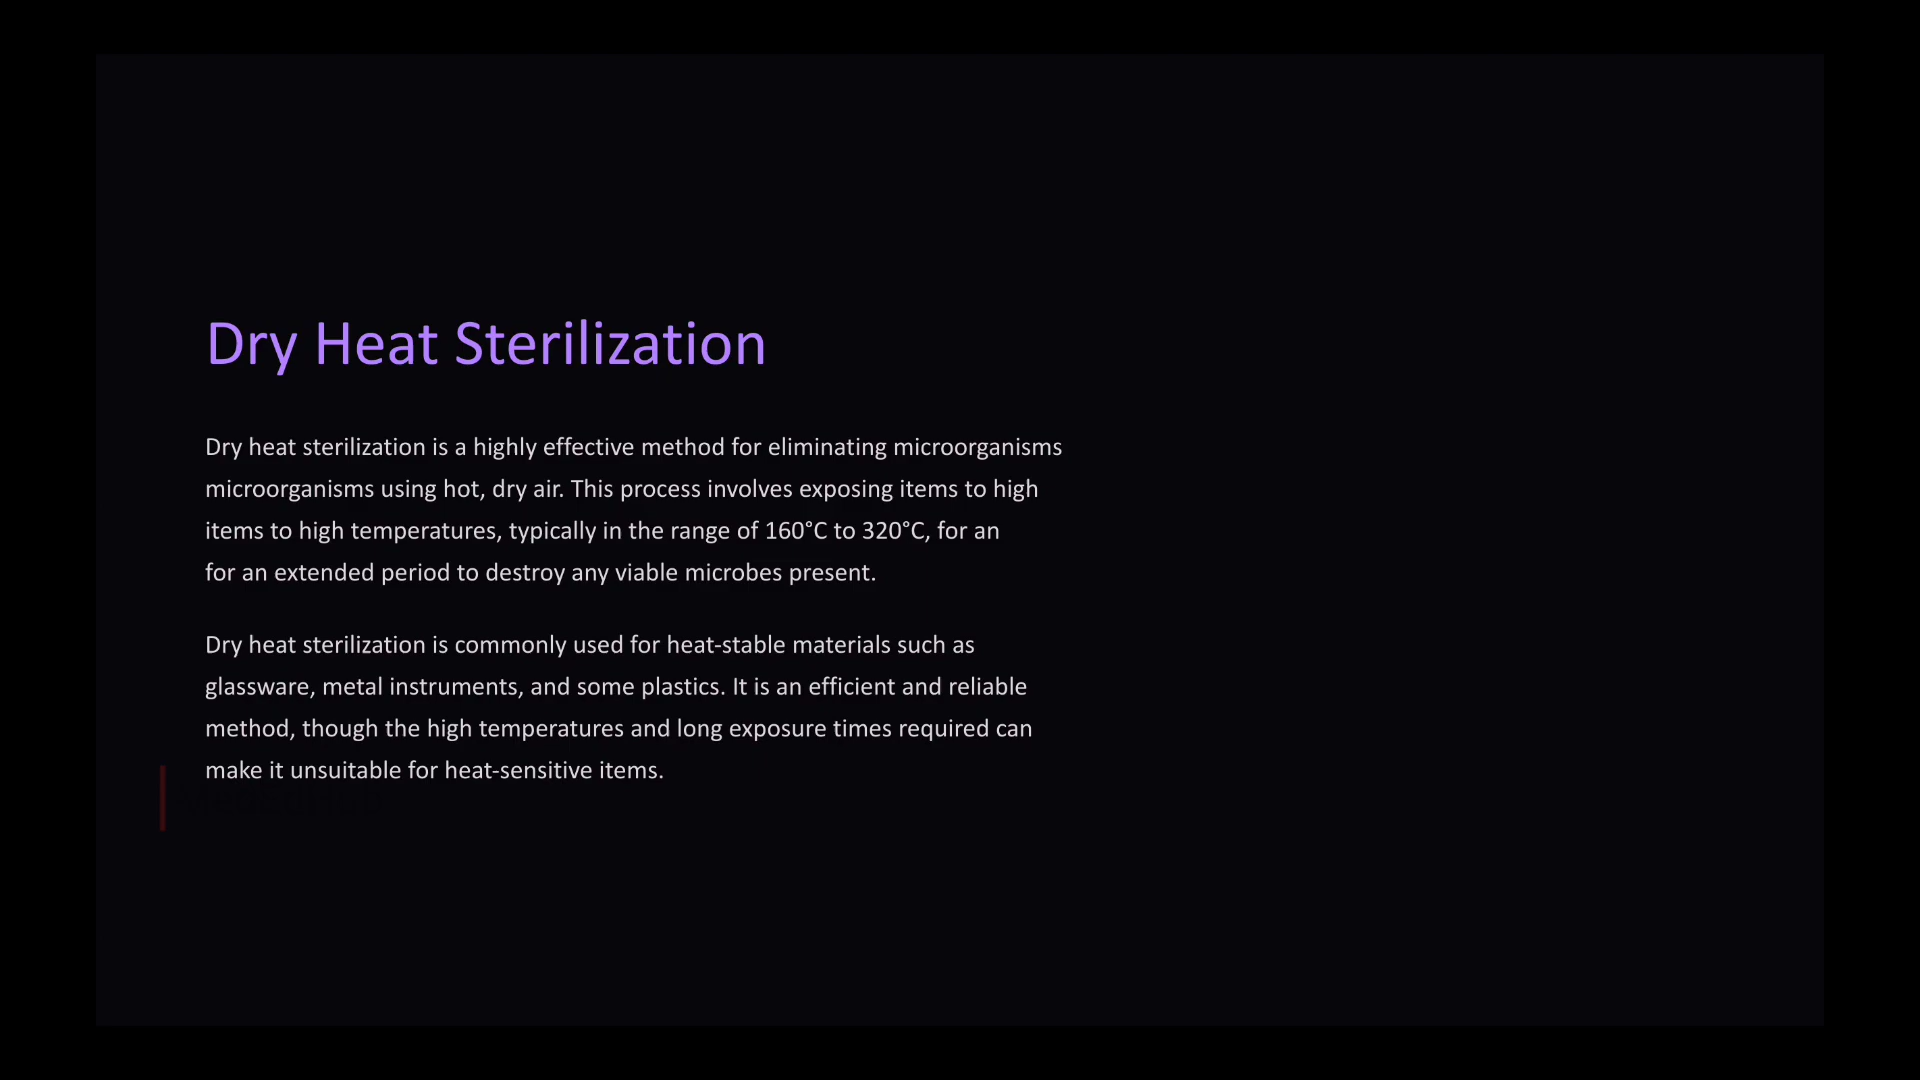 Dry Heat Sterilization
Dry heat sterilization is a highly effective method for eliminating microorganisms
microorganisms using hot, dry air. This process involves exposing items to high
items to high temperatures, typically in the range of 160°C to 320°C, for an
for an extended period to destroy any viable microbes present.
Dry heat sterilization is commonly used for heat-stable materials such as
glassware, metal instruments, and some plastics. It is an efficient and reliable
method, though the high temperatures and long exposure times required can
make it unsuitable for heat-sensitive items.